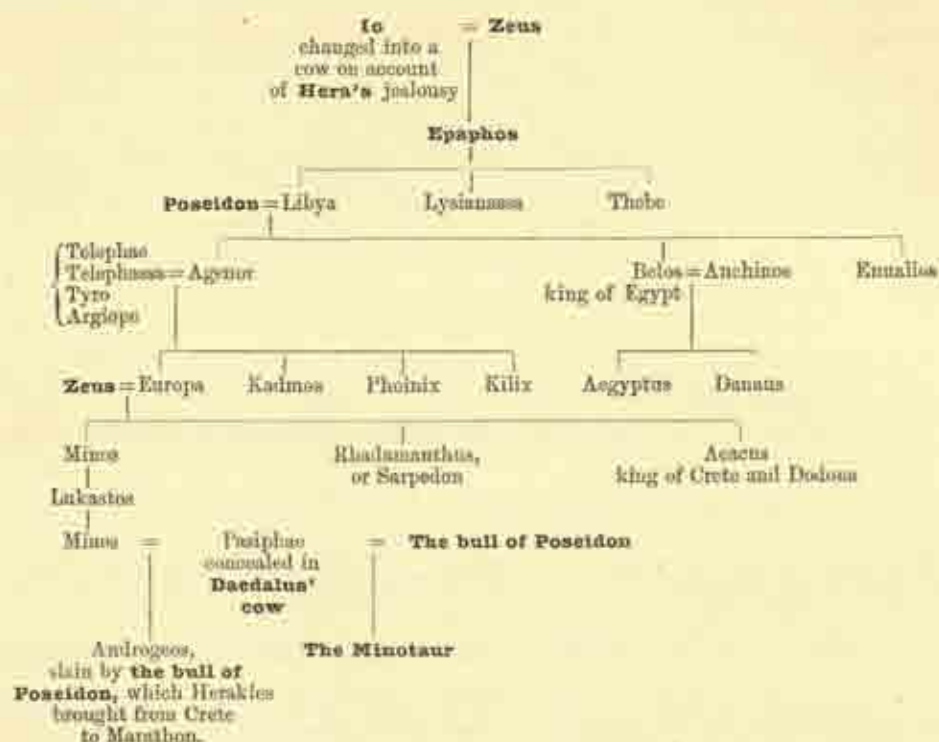 Io = Zeus
changed into a
cow on account
of Hera's jealousy
Epaphos
Poseidon = Libya Lysianassa Thebe
Telephae
Telephassa = Agenor Belos = Anchinoe Ennalios
Tyro king of Egypt
Argiope
Zeus = Europa Kadmos Phoinix Kilix Aegyptus Danaus
Minos Rhadamanthus, Aeacus
or Sarpedon king of Crete and Dodona
Lukastos
Minos = Pasiphae = The bull of Poseidon
concealed in
Daedalus'
cow
Androgeos, The Minotaur
slain by the bull of
Poseidon, which Herakles
brought from Crete
to Marathon.